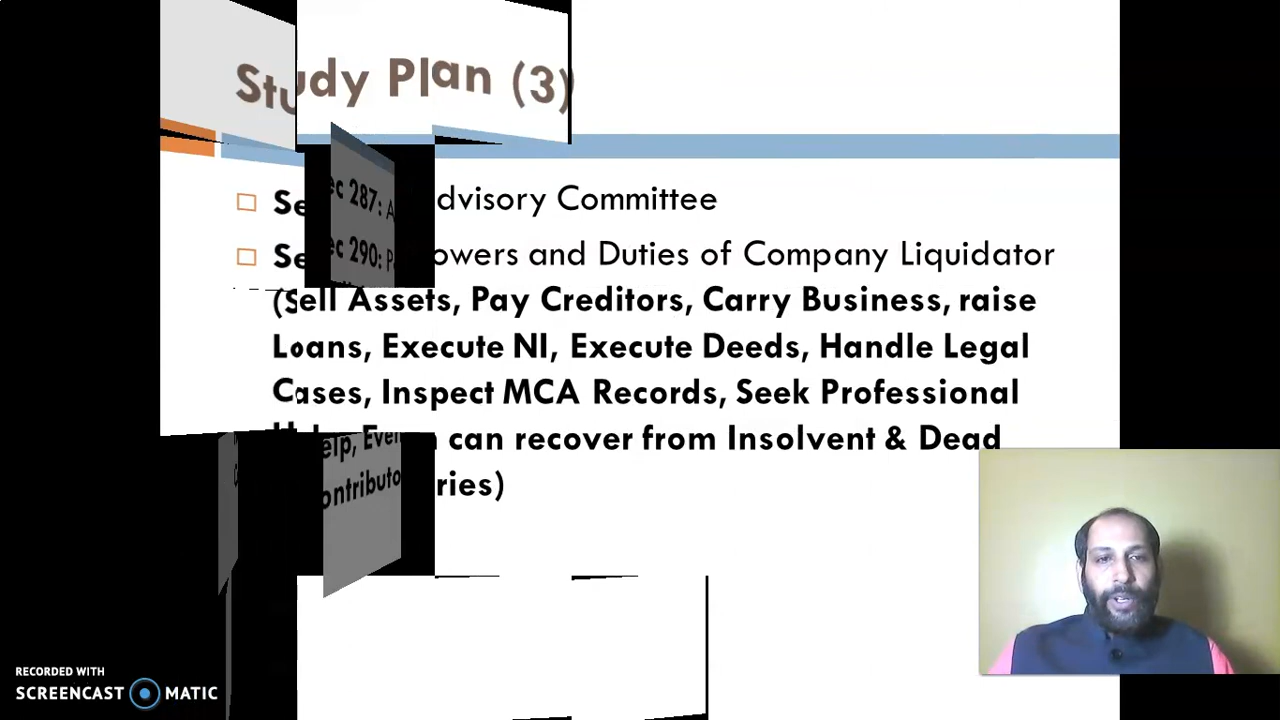 Study Plan (3)
Sec 287: Advisory Committee
Sec 290: Powers and Duties of Company Liquidator
(Sell Assets, Pay Creditors, Carry Business, raise
Loans, Execute NI, Execute Deeds, Handle Legal
Cases, Inspect MCA Records, Seek Professional
Help, Even can recover from Insolvent & Dead
Contributories)
RECORDED WITH
SCREENCAST MATIC